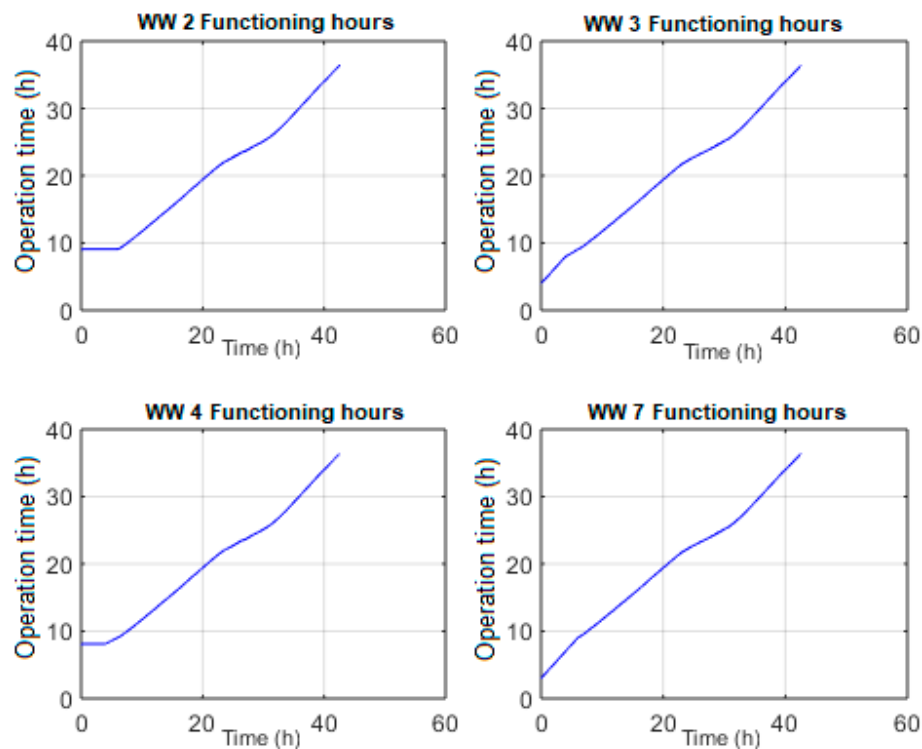 WW 2 Functioning hours
Operation time (h)
40
30
20
10
0
0 20 40 60
Time (h)
WW 3 Functioning hours
Operation time (h)
40
30
20
10
0
0 20 40 60
Time (h)
WW 4 Functioning hours
Operation time (h)
40
30
20
10
0
0 20 40 60
Time (h)
WW 7 Functioning hours
Operation time (h)
40
30
20
10
0
0 20 40 60
Time (h)